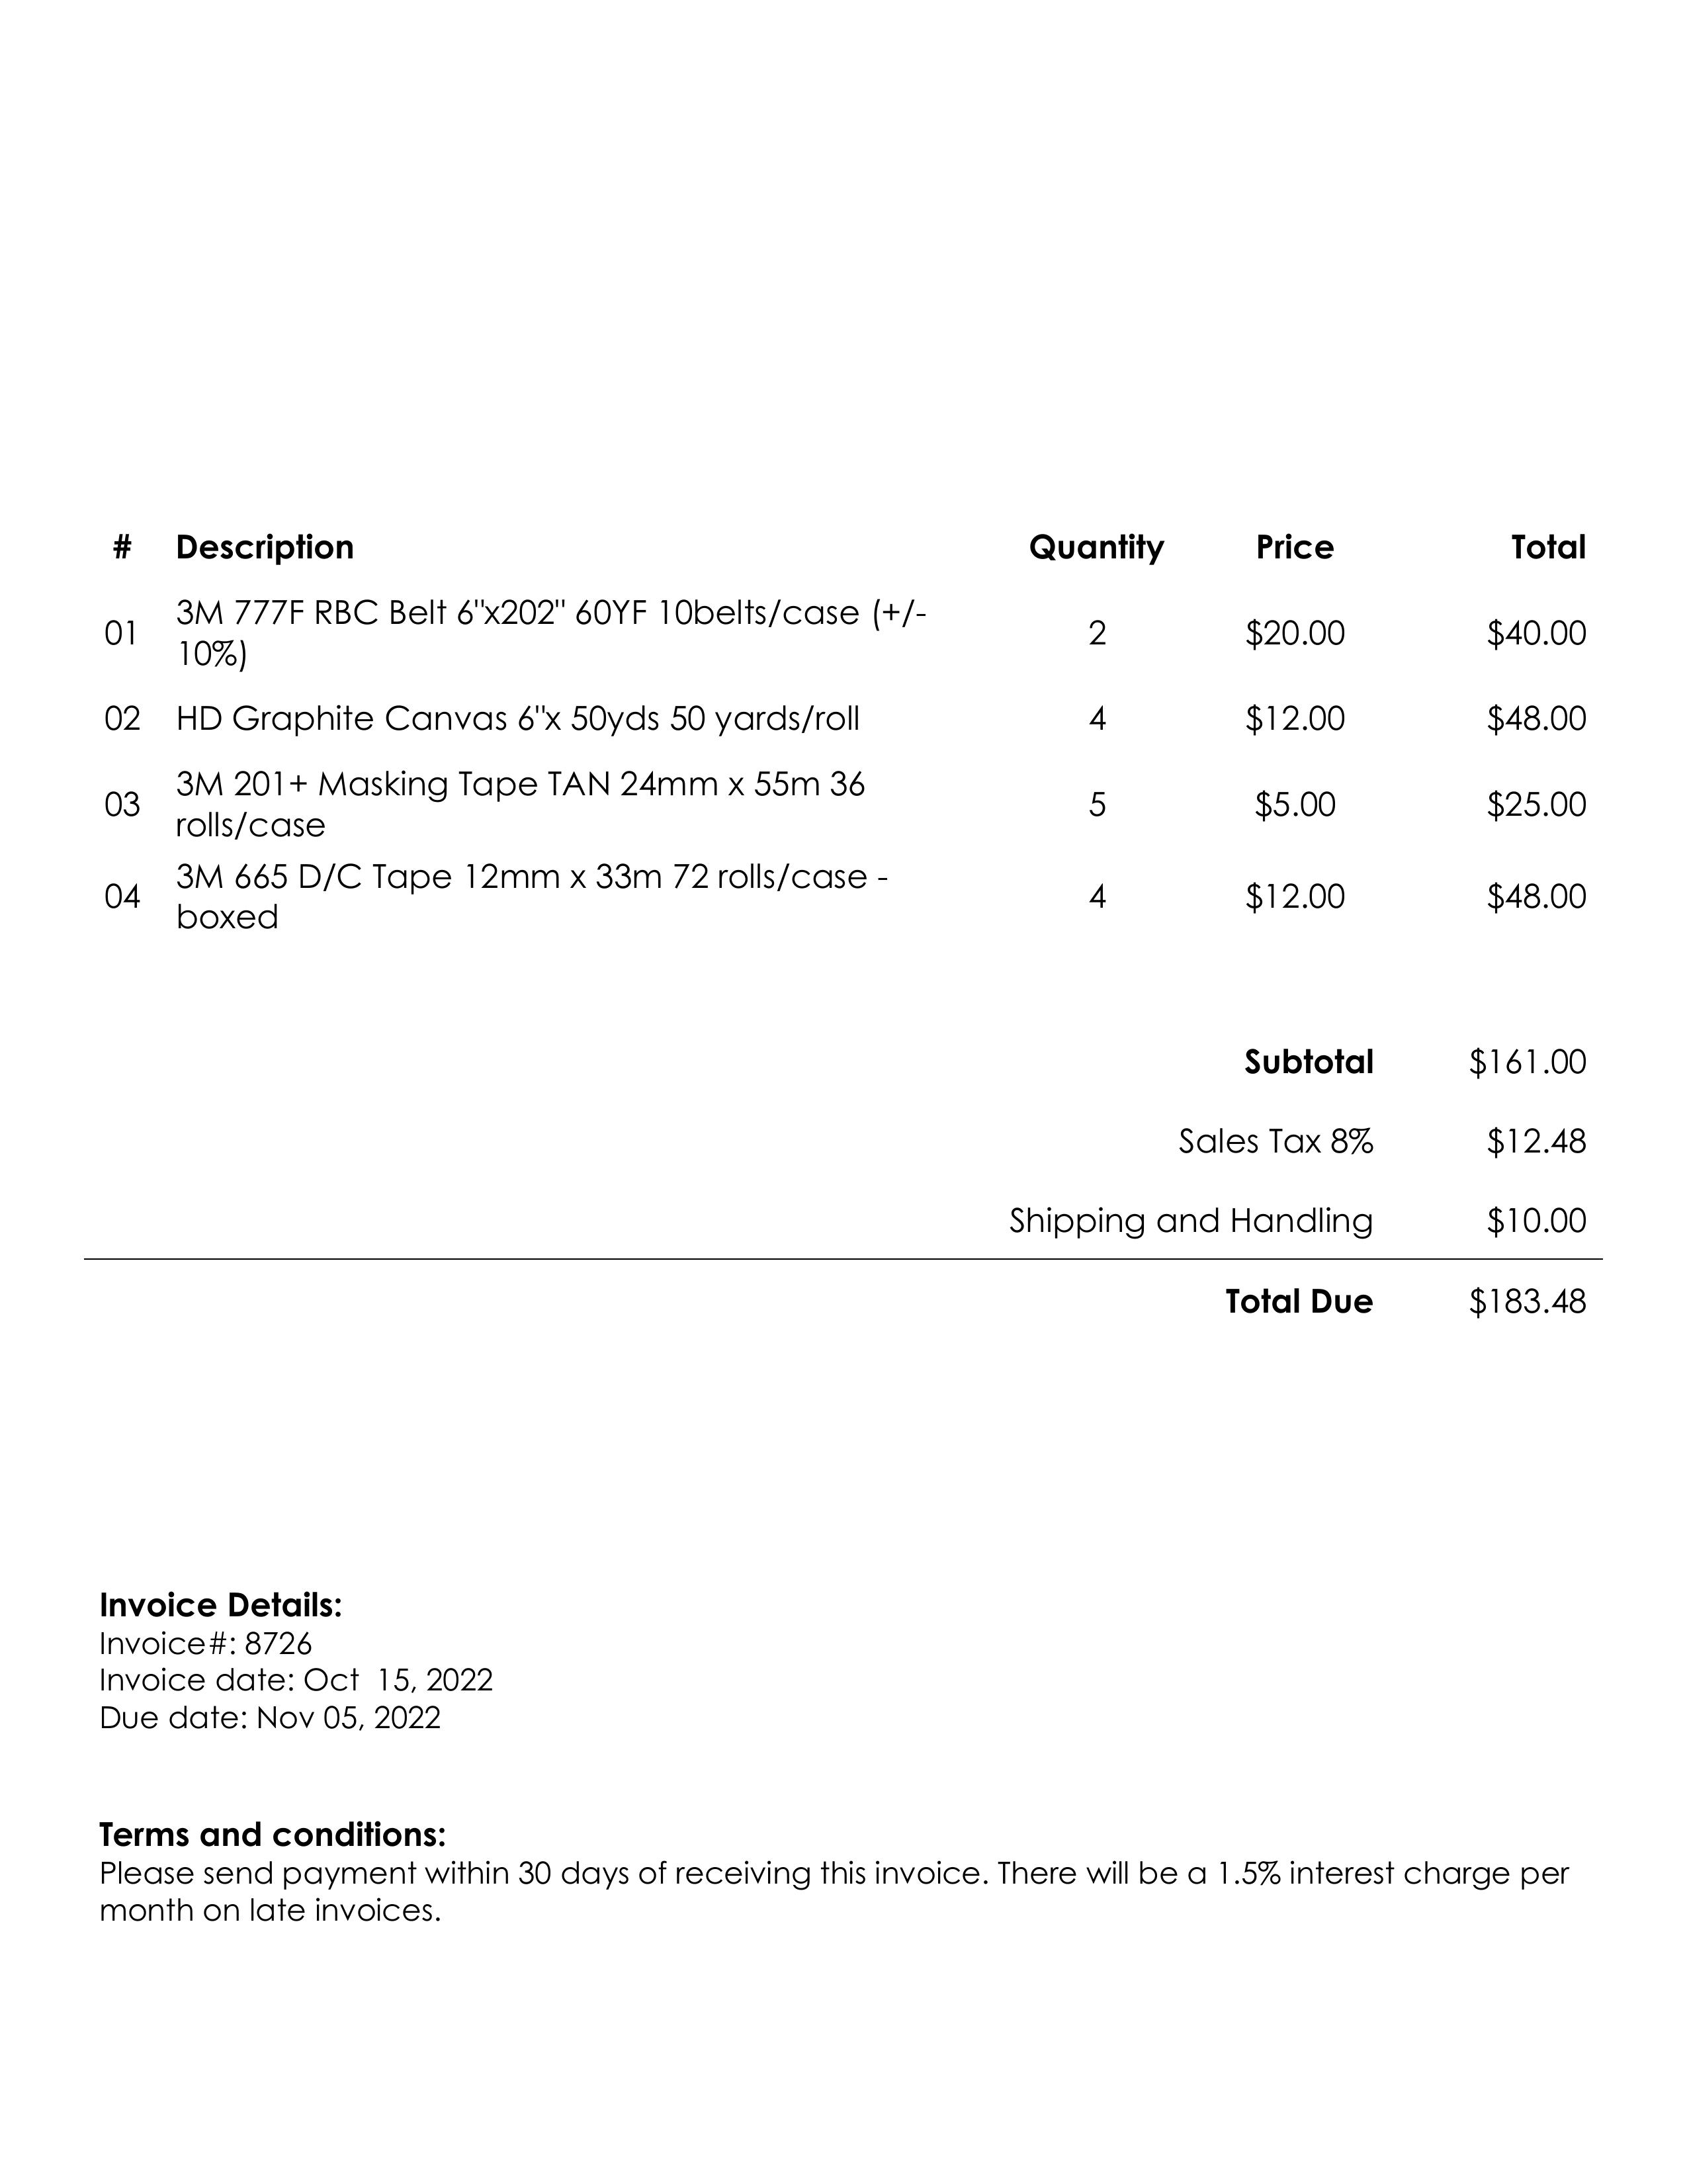 # Description Quantity Price Total
01 3M 777F RBC Belt 6"x202" 60YF 10belts/case (+/-
10%) 2 $20.00 $40.00
02 HD Graphite Canvas 6"x 50yds 50 yards/roll 4 $12.00 $48.00
03 3M 201+ Masking Tape TAN 24mm x 55m 36
rolls/case 5 $5.00 $25.00
04 3M 665 D/C Tape 12mm x 33m 72 rolls/case -
boxed 4 $12.00 $48.00
Subtotal $161.00
Sales Tax 8% $12.48
Shipping and Handling $10.00
Total Due $183.48
Invoice Details:
Invoice#: 8726
Invoice date: Oct  15, 2022
Due date: Nov 05, 2022
Terms and conditions:
Please send payment within 30 days of receiving this invoice. There will be a 1.5% interest charge per
month on late invoices.